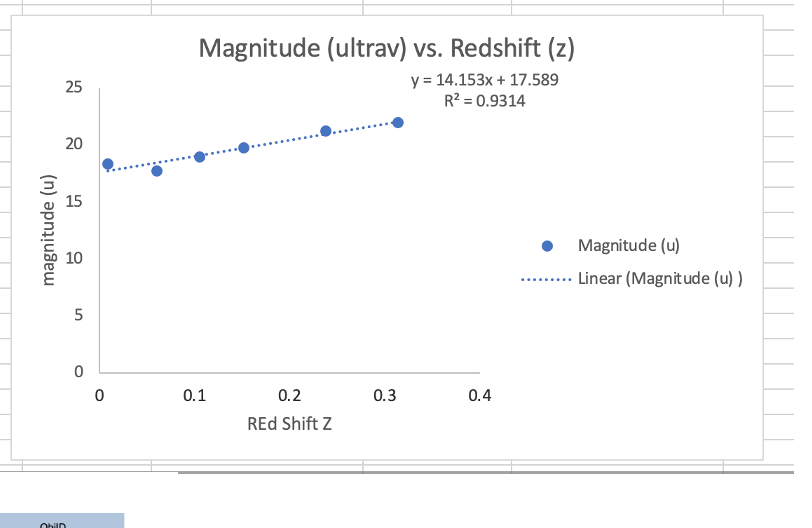 Magnitude (ultrav) vs. Redshift (z)
y = 14.153x + 17.589
R² = 0.9314
25
20
15
10
5
0
magnitude (u)
0 0.1 0.2 0.3 0.4
REd Shift Z
Magnitude (u)
Linear (Magnitude (u) )